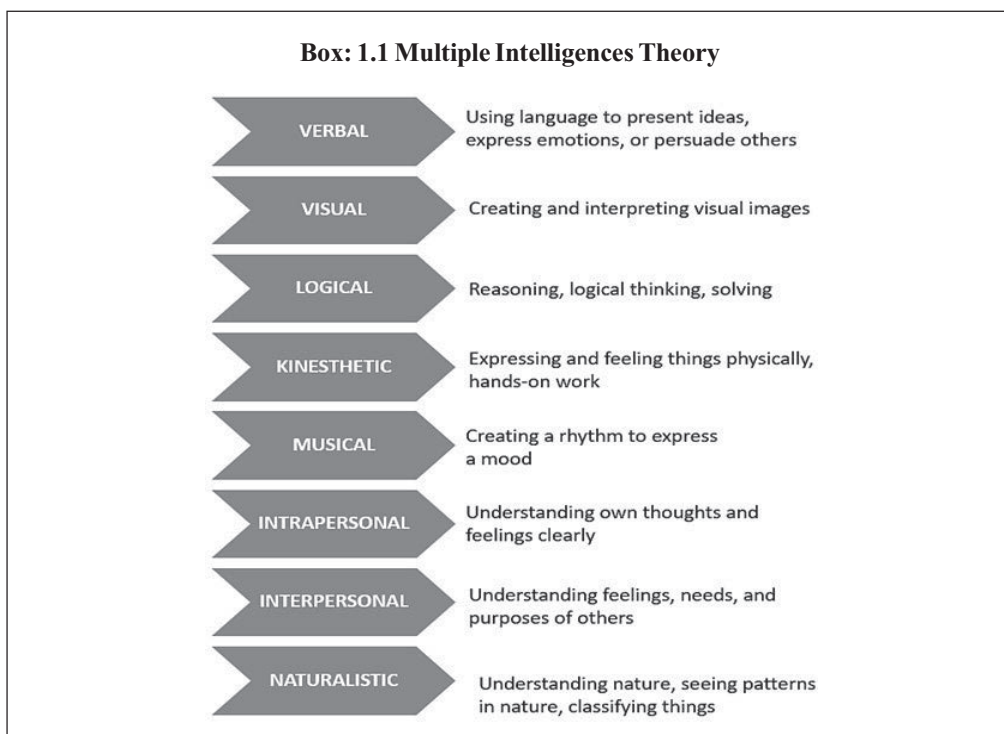 Box: 1.1 Multiple Intelligences Theory
VERBAL
Using language to present ideas,
express emotions, or persuade others
VISUAL
Creating and interpreting visual images
LOGICAL
Reasoning, logical thinking, solving
KINESTHETIC
Expressing and feeling things physically,
hands-on work
MUSICAL
Creating a rhythm to express
a mood
INTRAPERSONAL
Understanding own thoughts and
feelings clearly
INTERPERSONAL
Understanding feelings, needs, and
purposes of others
NATURALISTIC
Understanding nature, seeing patterns
in nature, classifying things